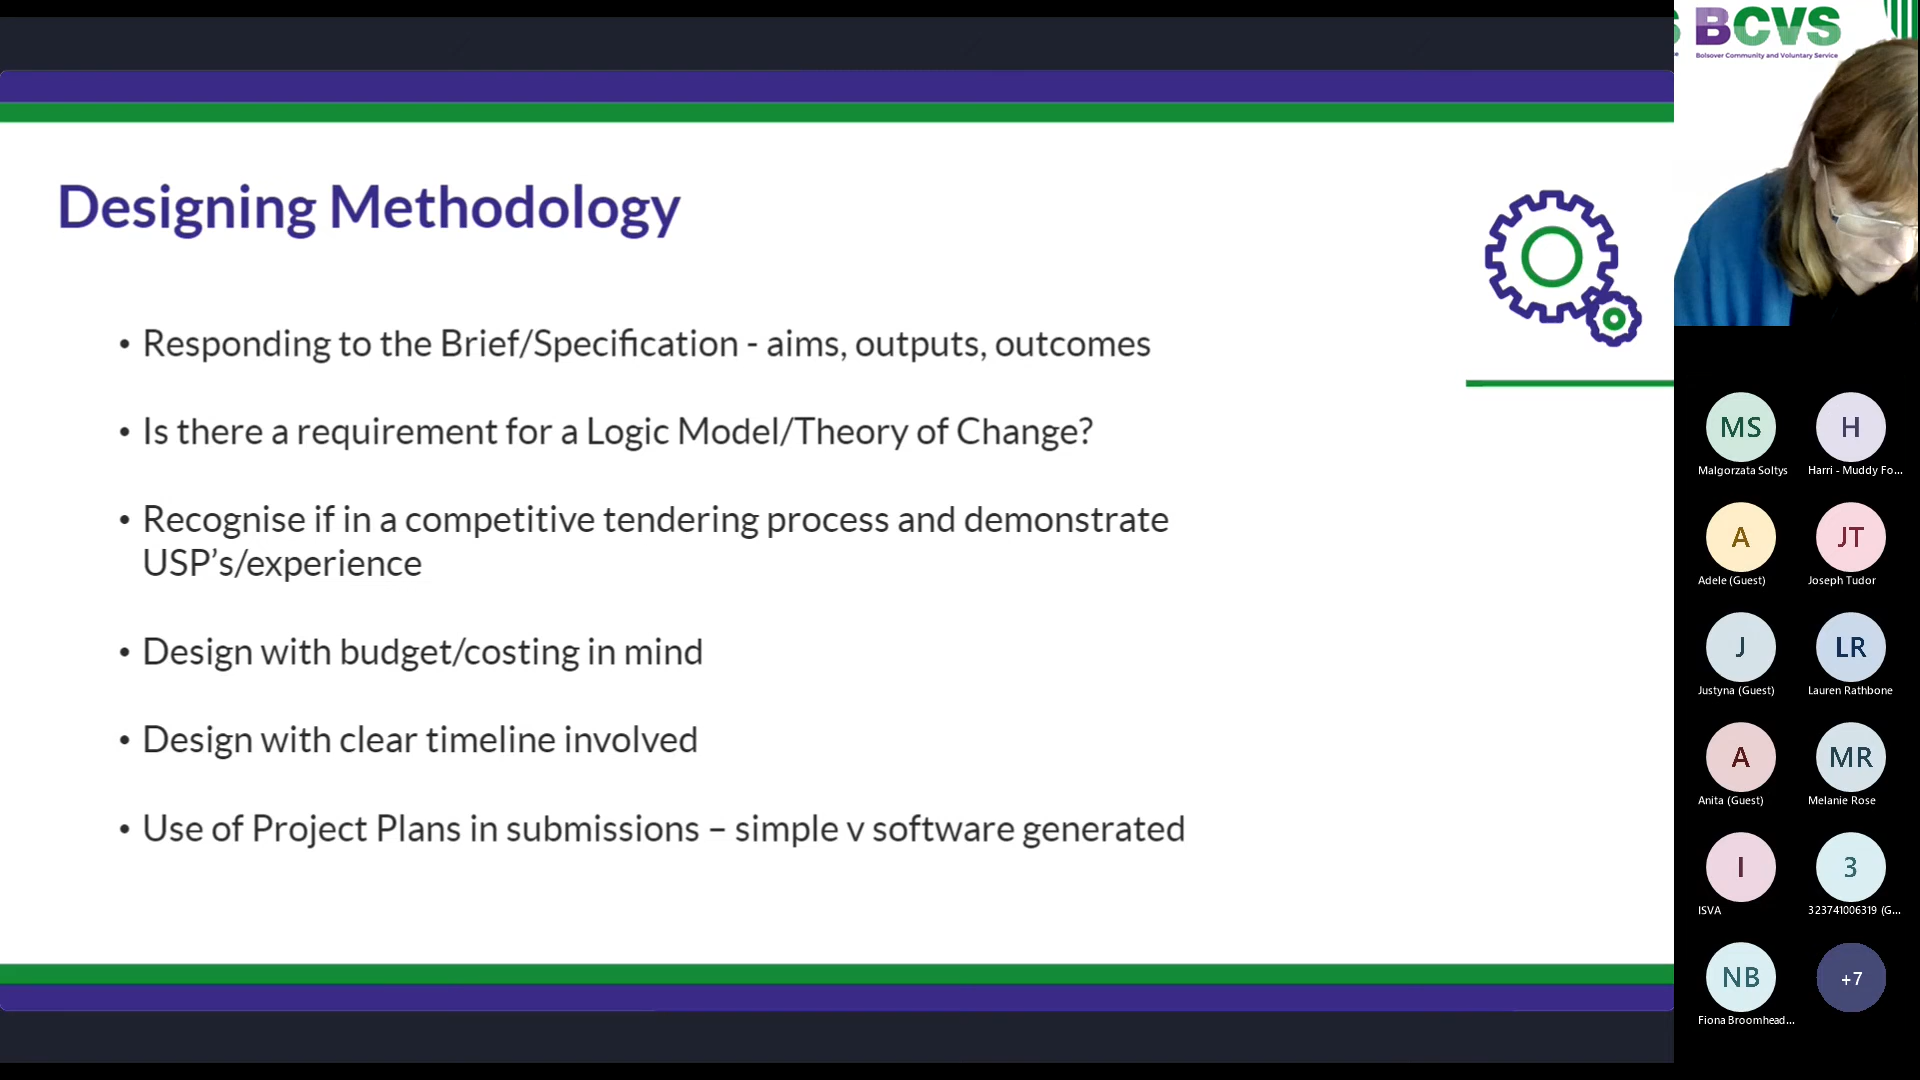 Designing Methodology
• Responding to the Brief/Specification - aims, outputs, outcomes
• Is there a requirement for a Logic Model/Theory of Change?
• Recognise if in a competitive tendering process and demonstrate
USP’s/experience
• Design with budget/costing in mind
• Design with clear timeline involved
• Use of Project Plans in submissions – simple v software generated
S BCVS
Bolsover Community and Voluntary Service
MS
Malgorzata Soltys
H
Harri - Muddy Fo...
A
Adele (Guest)
JT
Joseph Tudor
J
Justyna (Guest)
LR
Lauren Rathbone
A
Anita (Guest)
MR
Melanie Rose
I
ISVA
3
323741006319 (G...
NB
Fiona Broomhead...
+7